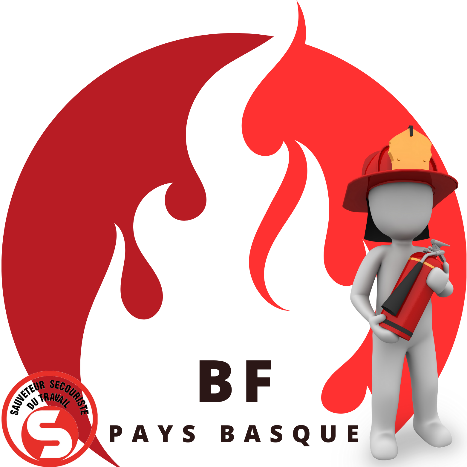 BF
PAYS BASQUE
SAUVETEUR SECOURISTE
DU TRAVAIL
S